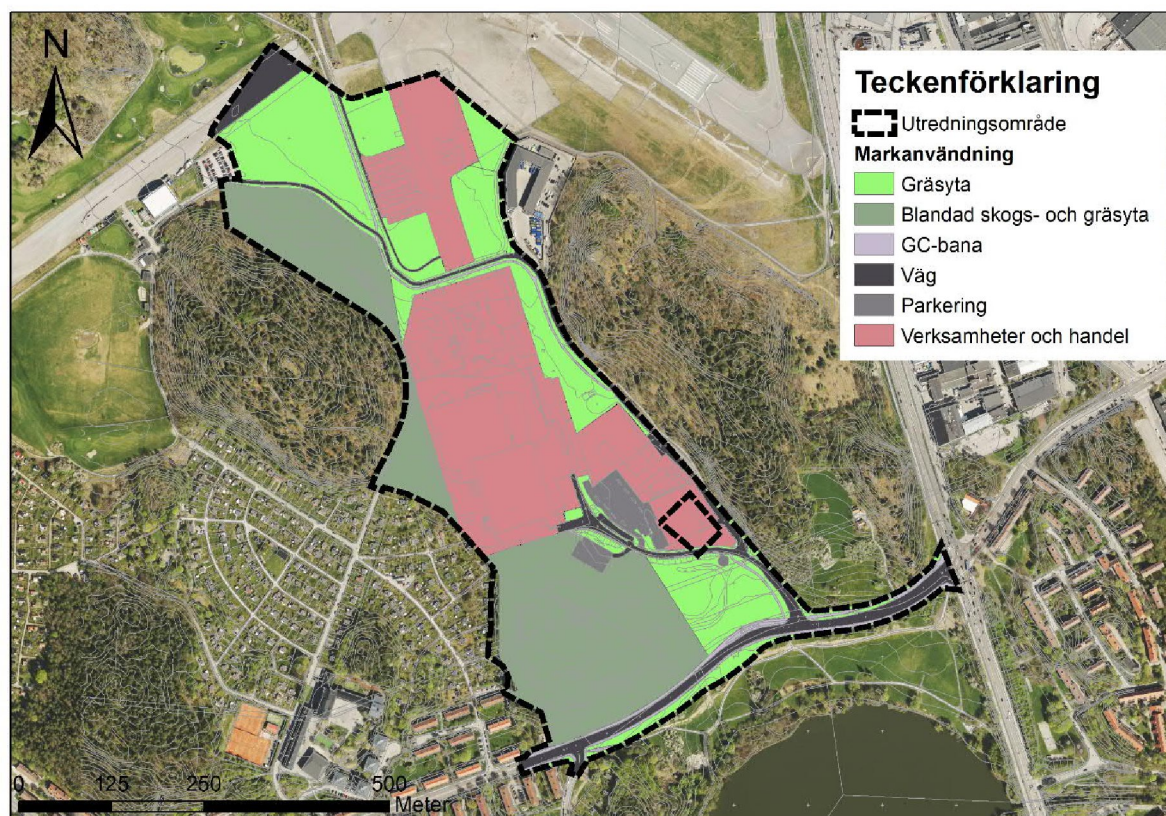 N
Teckenförklaring
Utredningsområde
Markanvändning
Gräsyta
Blandad skogs- och gräsyta
GC-bana
Väg
Parkering
Verksamheter och handel
0 125 250 500
Meter